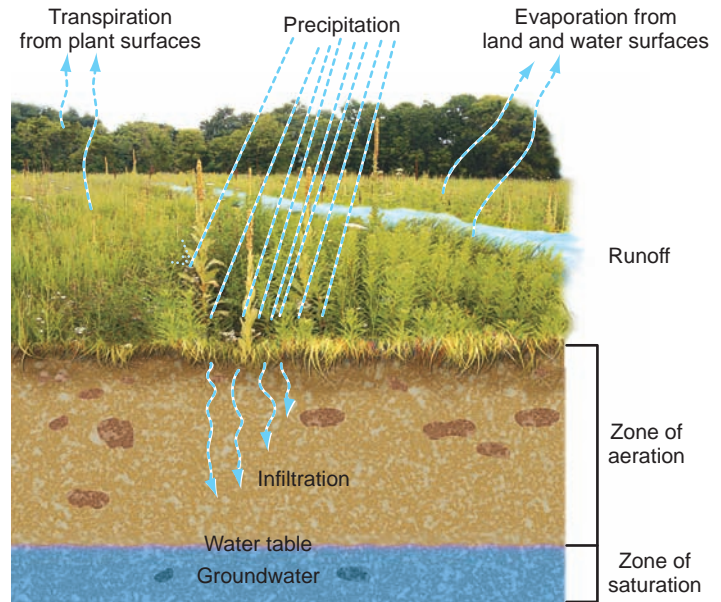 Transpiration
from plant surfaces
Precipitation
Evaporation from
land and water surfaces
Runoff
Zone of
aeration
Infiltration
Water table
Groundwater
Zone of
saturation